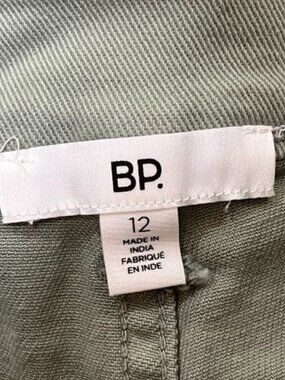 BP.
12
MADE IN
INDIA
FABRIQUÉ
EN INDE